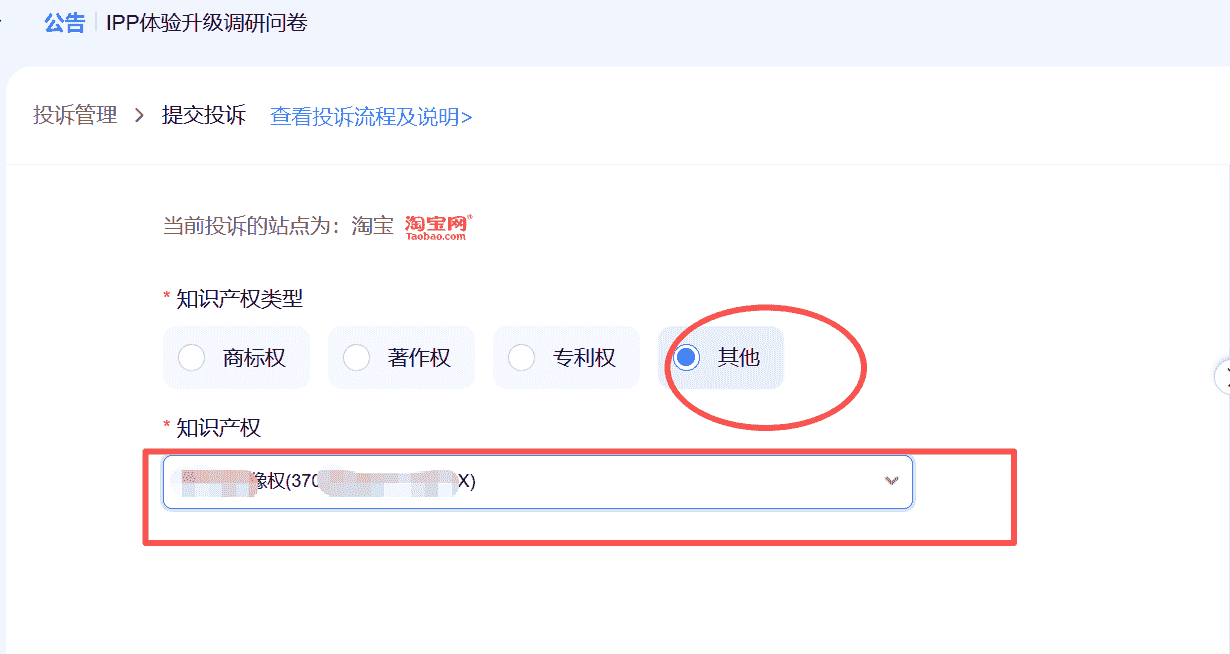 公告 IPP体验升级调研问卷
投诉管理 > 提交投诉 查看投诉流程及说明>
当前投诉的站点为：淘宝 淘宝网®
Taobao.com
* 知识产权类型
商标权 著作权 专利权 其他
* 知识产权
像权(370 X)